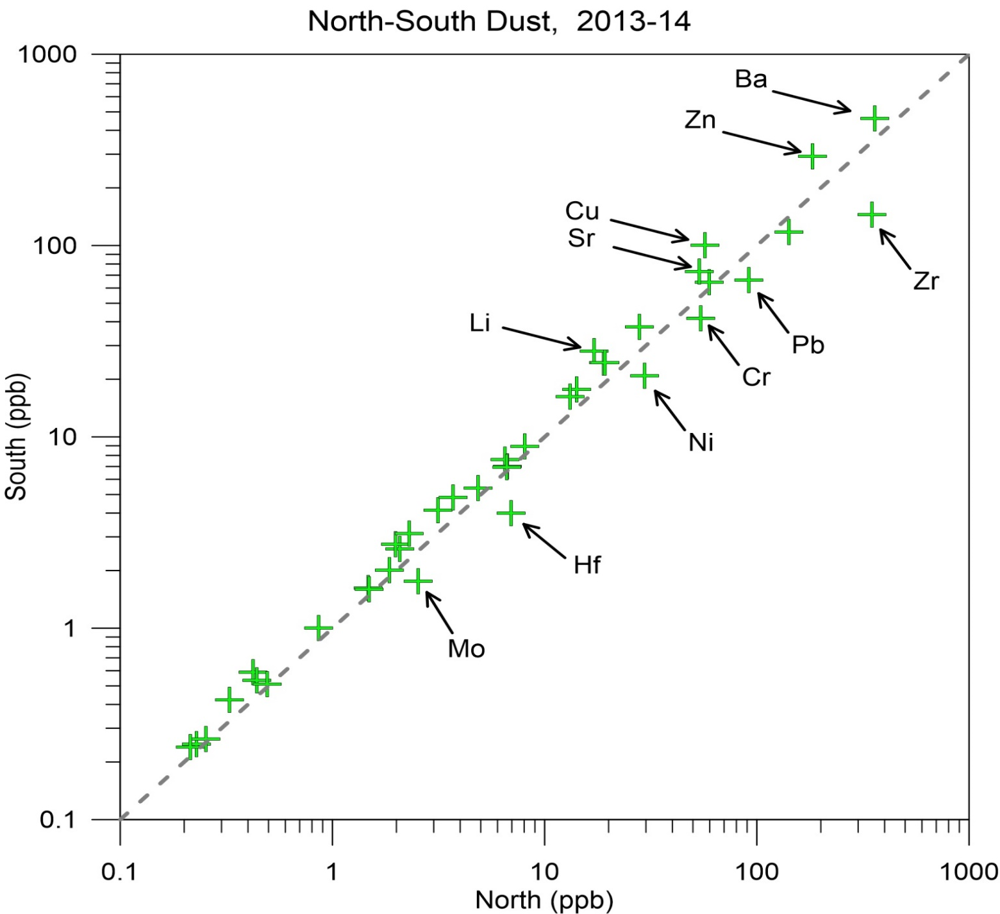 North-South Dust,  2013-14
1000
Ba
Zn
Cu
100
Sr
Zr
Li
Pb
Cr
South (ppb)
10
Ni
Hf
1
Mo
0.1
0.1 1 10 100 1000
North (ppb)